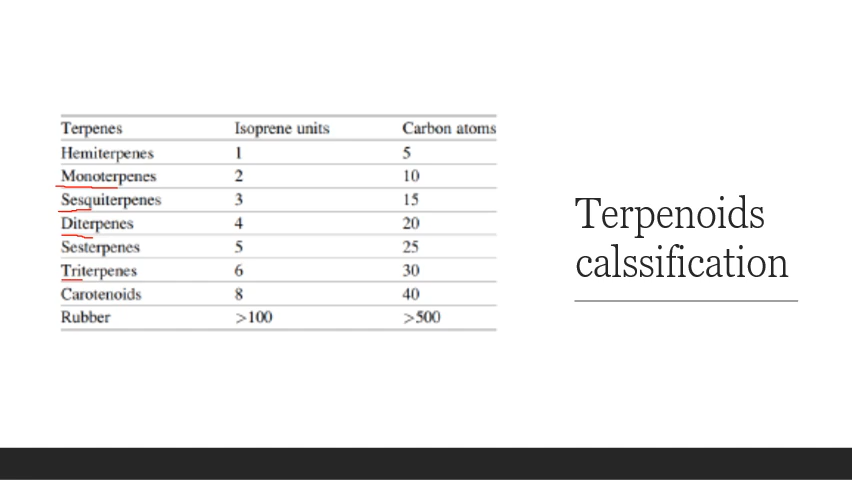 Terpenes Isoprene units Carbon atoms
Hemiterpenes 1 5
Monoterpenes 2 10
Sesquiterpenes 3 15
Diterpenes 4 20
Sesterpenes 5 25
Triterpenes 6 30
Carotenoids 8 40
Rubber >100 >500
Terpenoids
calssification